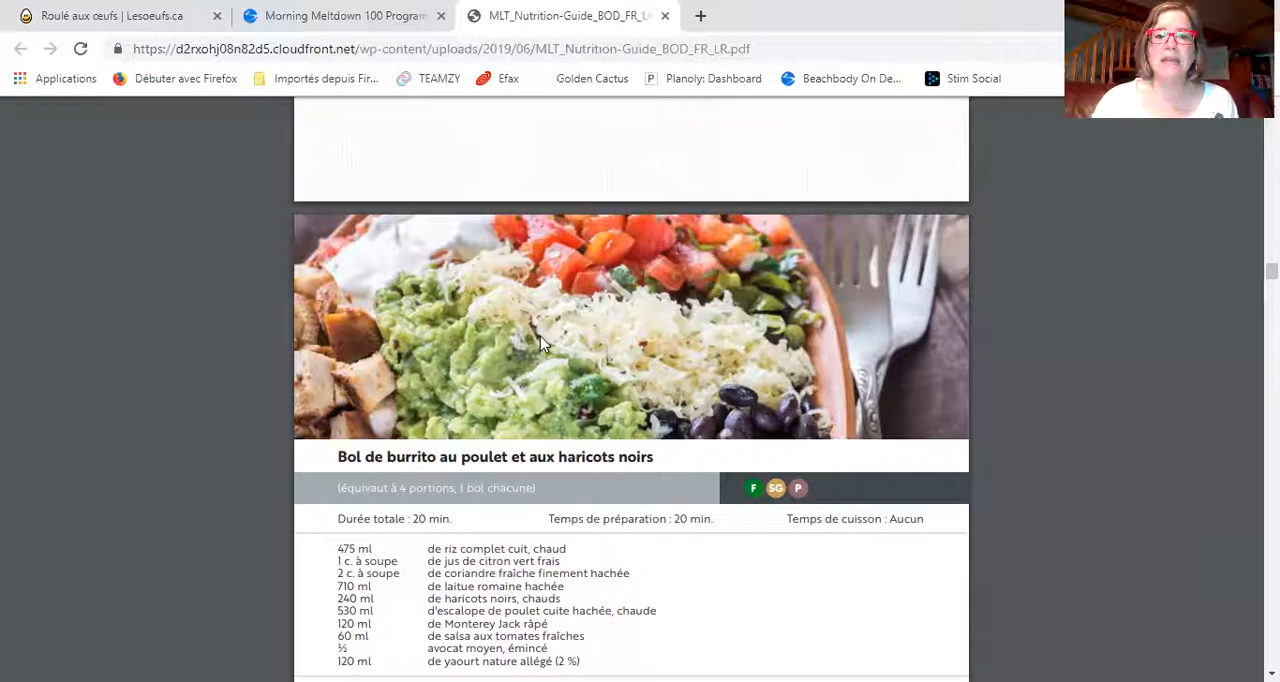 Roulé aux œufs | Lesoeufs.ca
Morning Meltdown 100 Program
MLT_Nutrition-Guide_BOD_FR_L
https://d2rxohj08n82d5.cloudfront.net/wp-content/uploads/2019/06/MLT_Nutrition-Guide_BOD_FR_LR.pdf
Applications Débuter avec Firefox Importés depuis Fir... TEAMZY Efax Golden Cactus P Planoly: Dashboard Beachbody On De... Stim Social
Bol de burrito au poulet et aux haricots noirs
(équivaut à 4 portions, 1 bol chacune) F SG P
Durée totale : 20 min. Temps de préparation : 20 min. Temps de cuisson : Aucun
475 ml de riz complet cuit, chaud
1 c. à soupe de jus de citron vert frais
2 c. à soupe de coriandre fraîche finement hachée
710 ml de laitue romaine hachée
240 ml de haricots noirs, chauds
530 ml d'escalope de poulet cuite hachée, chaude
120 ml de Monterey Jack râpé
60 ml de salsa aux tomates fraîches
½ avocat moyen, émincé
120 ml de yaourt nature allégé (2 %)